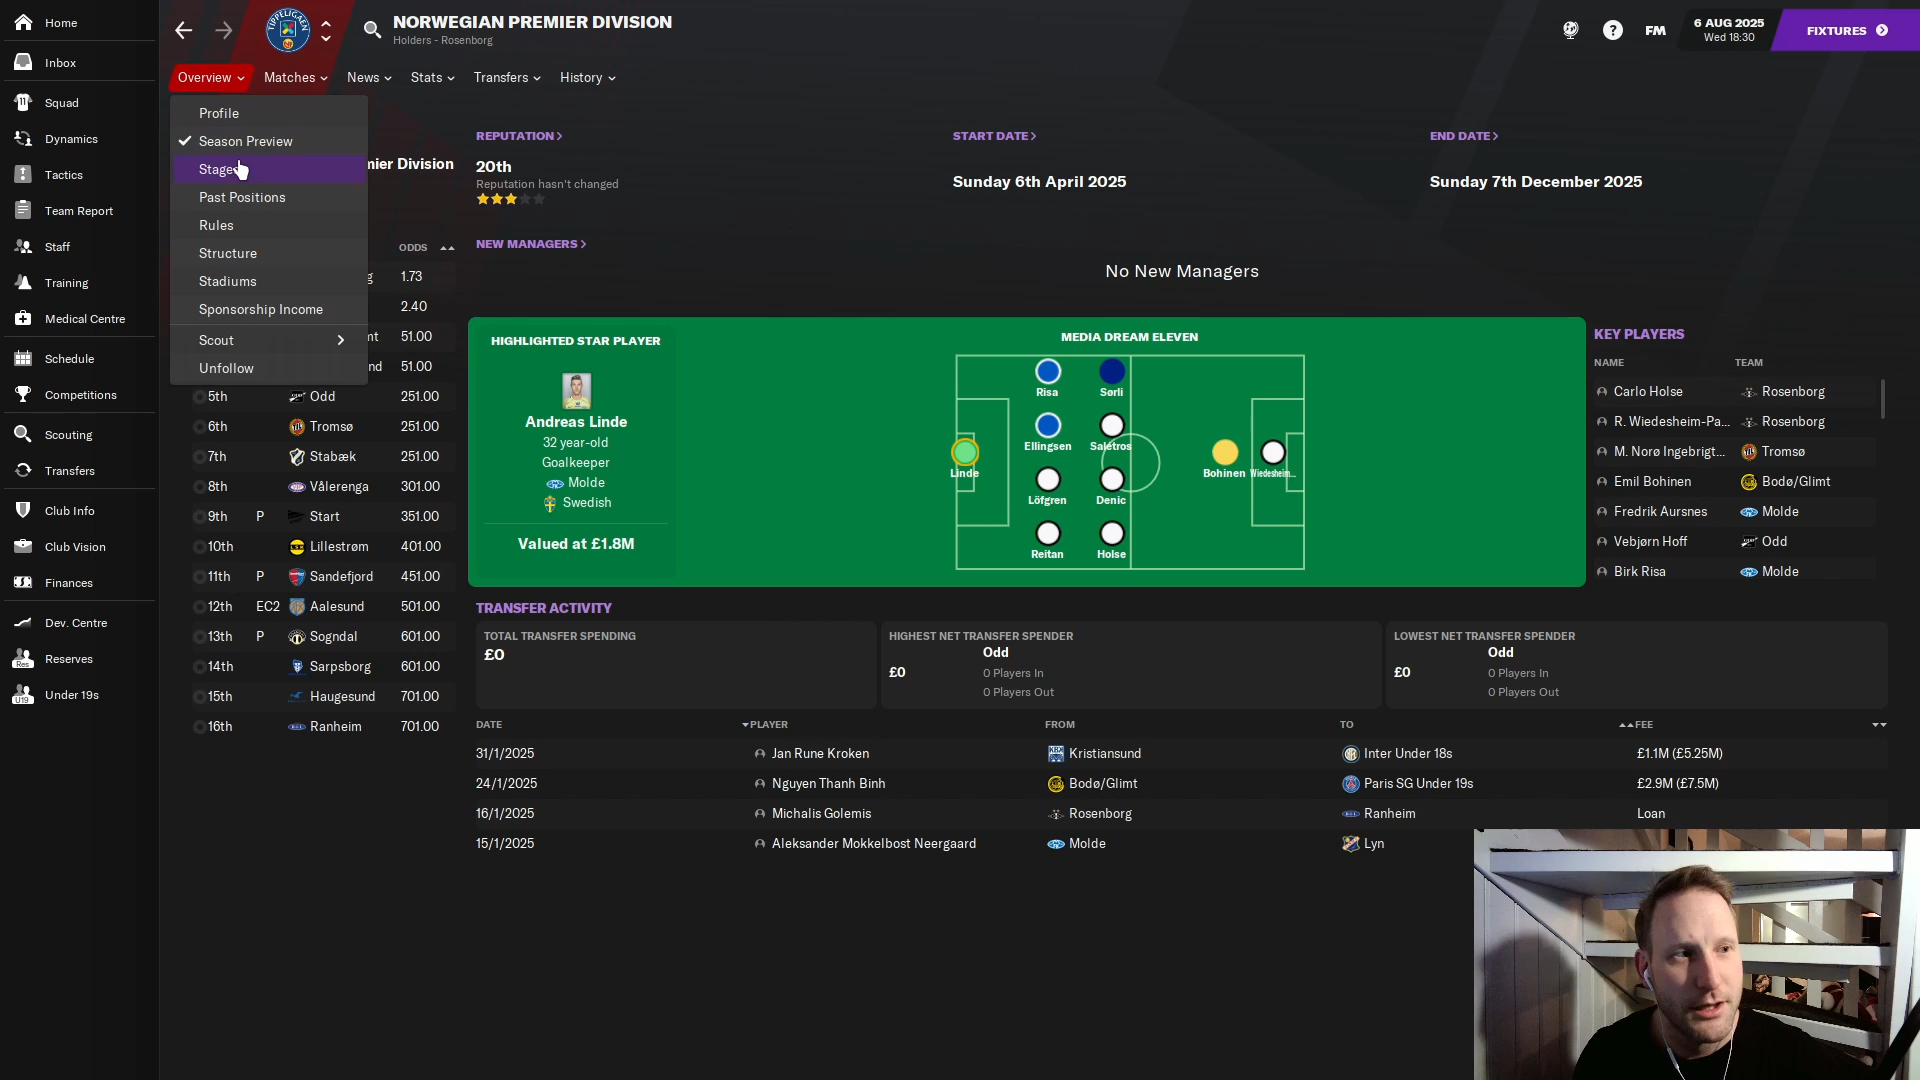 Home
Inbox
Squad
Dynamics
Tactics
Team Report
Staff
Training
Medical Centre
Schedule
Competitions
Scouting
Transfers
Club Info
Club Vision
Finances
Dev. Centre
Reserves
Under 19s
NORWEGIAN PREMIER DIVISION
Holders - Rosenborg
FM
6 AUG 2025
Wed 18:30
FIXTURES
Overview Matches News Stats Transfers History
Profile
Season Preview
Stage
Past Positions
Rules
Structure
Stadiums
Sponsorship Income
Scout
Unfollow
mier Division
REPUTATION >
20th
Reputation hasn't changed
START DATE >
Sunday 6th April 2025
END DATE >
Sunday 7th December 2025
NEW MANAGERS >
No New Managers
ODDS
g 1.73
2.40
nt 51.00
nd 51.00
5th Odd 251.00
6th Tromsø 251.00
7th Stabæk 251.00
8th Vålerenga 301.00
9th P Start 351.00
10th Lillestrøm 401.00
11th P Sandefjord 451.00
12th EC2 Aalesund 501.00
13th P Sogndal 601.00
14th Sarpsborg 601.00
15th Haugesund 701.00
16th Ranheim 701.00
HIGHLIGHTED STAR PLAYER
Andreas Linde
32 year-old
Goalkeeper
Molde
Swedish
Valued at £1.8M
MEDIA DREAM ELEVEN
Risa Sørli
Ellingsen Salétros
Linde Bohinen Wiedesheim...
Löfgren Denic
Reitan Holse
KEY PLAYERS
NAME TEAM
Carlo Holse Rosenborg
R. Wiedesheim-Pa... Rosenborg
M. Norø Ingebrigt... Tromsø
Emil Bohinen Bodø/Glimt
Fredrik Aursnes Molde
Vebjørn Hoff Odd
Birk Risa Molde
TRANSFER ACTIVITY
TOTAL TRANSFER SPENDING
£0
HIGHEST NET TRANSFER SPENDER
Odd
£0 0 Players In
0 Players Out
LOWEST NET TRANSFER SPENDER
Odd
£0 0 Players In
0 Players Out
DATE PLAYER FROM TO FEE
31/1/2025 Jan Rune Kroken Kristiansund Inter Under 18s £1.1M (£5.25M)
24/1/2025 Nguyen Thanh Binh Bodø/Glimt Paris SG Under 19s £2.9M (£7.5M)
16/1/2025 Michalis Golemis Rosenborg Ranheim Loan
15/1/2025 Aleksander Mokkelbost Neergaard Molde Lyn